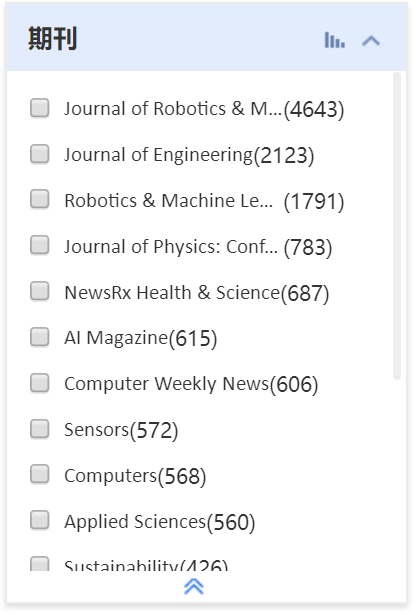 期刊
Journal of Robotics & M...(4643)
Journal of Engineering(2123)
Robotics & Machine Le... (1791)
Journal of Physics: Conf... (783)
NewsRx Health & Science(687)
AI Magazine(615)
Computer Weekly News(606)
Sensors(572)
Computers(568)
Applied Sciences(560)
Sustainability(426)